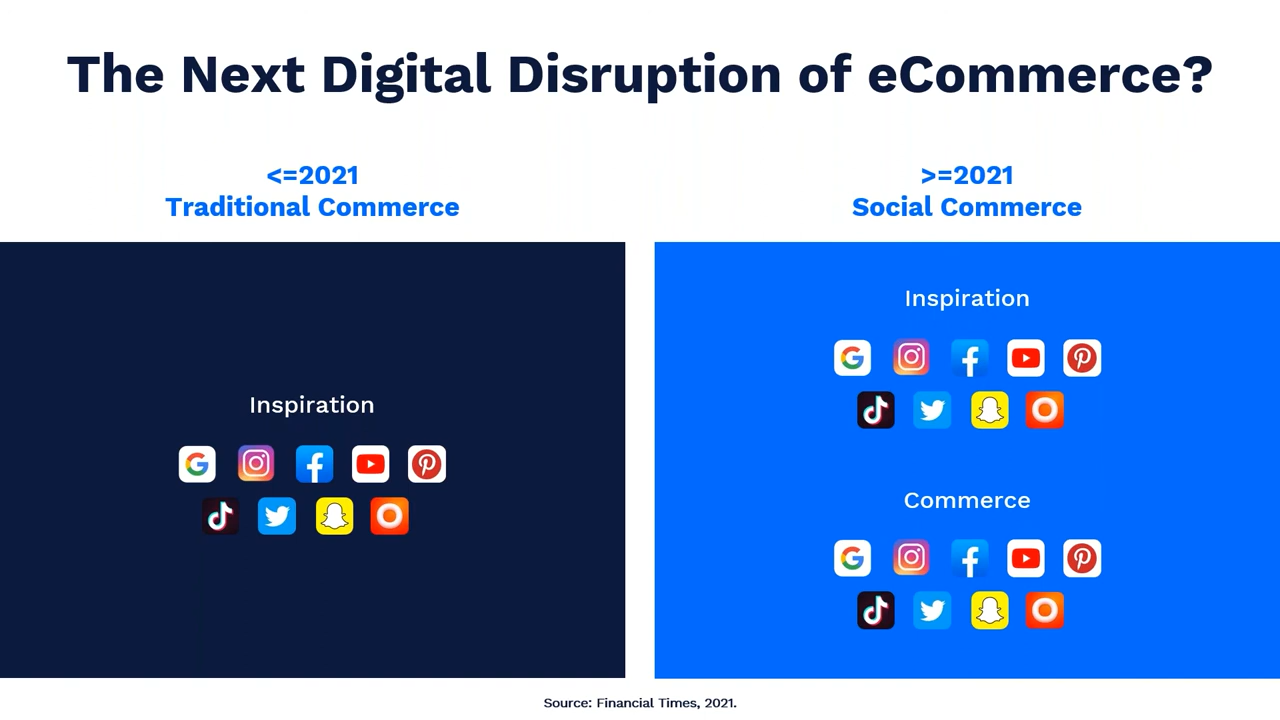 The Next Digital Disruption of eCommerce?
<=2021
Traditional Commerce
>=2021
Social Commerce
Inspiration
Inspiration
Commerce
Source: Financial Times, 2021.